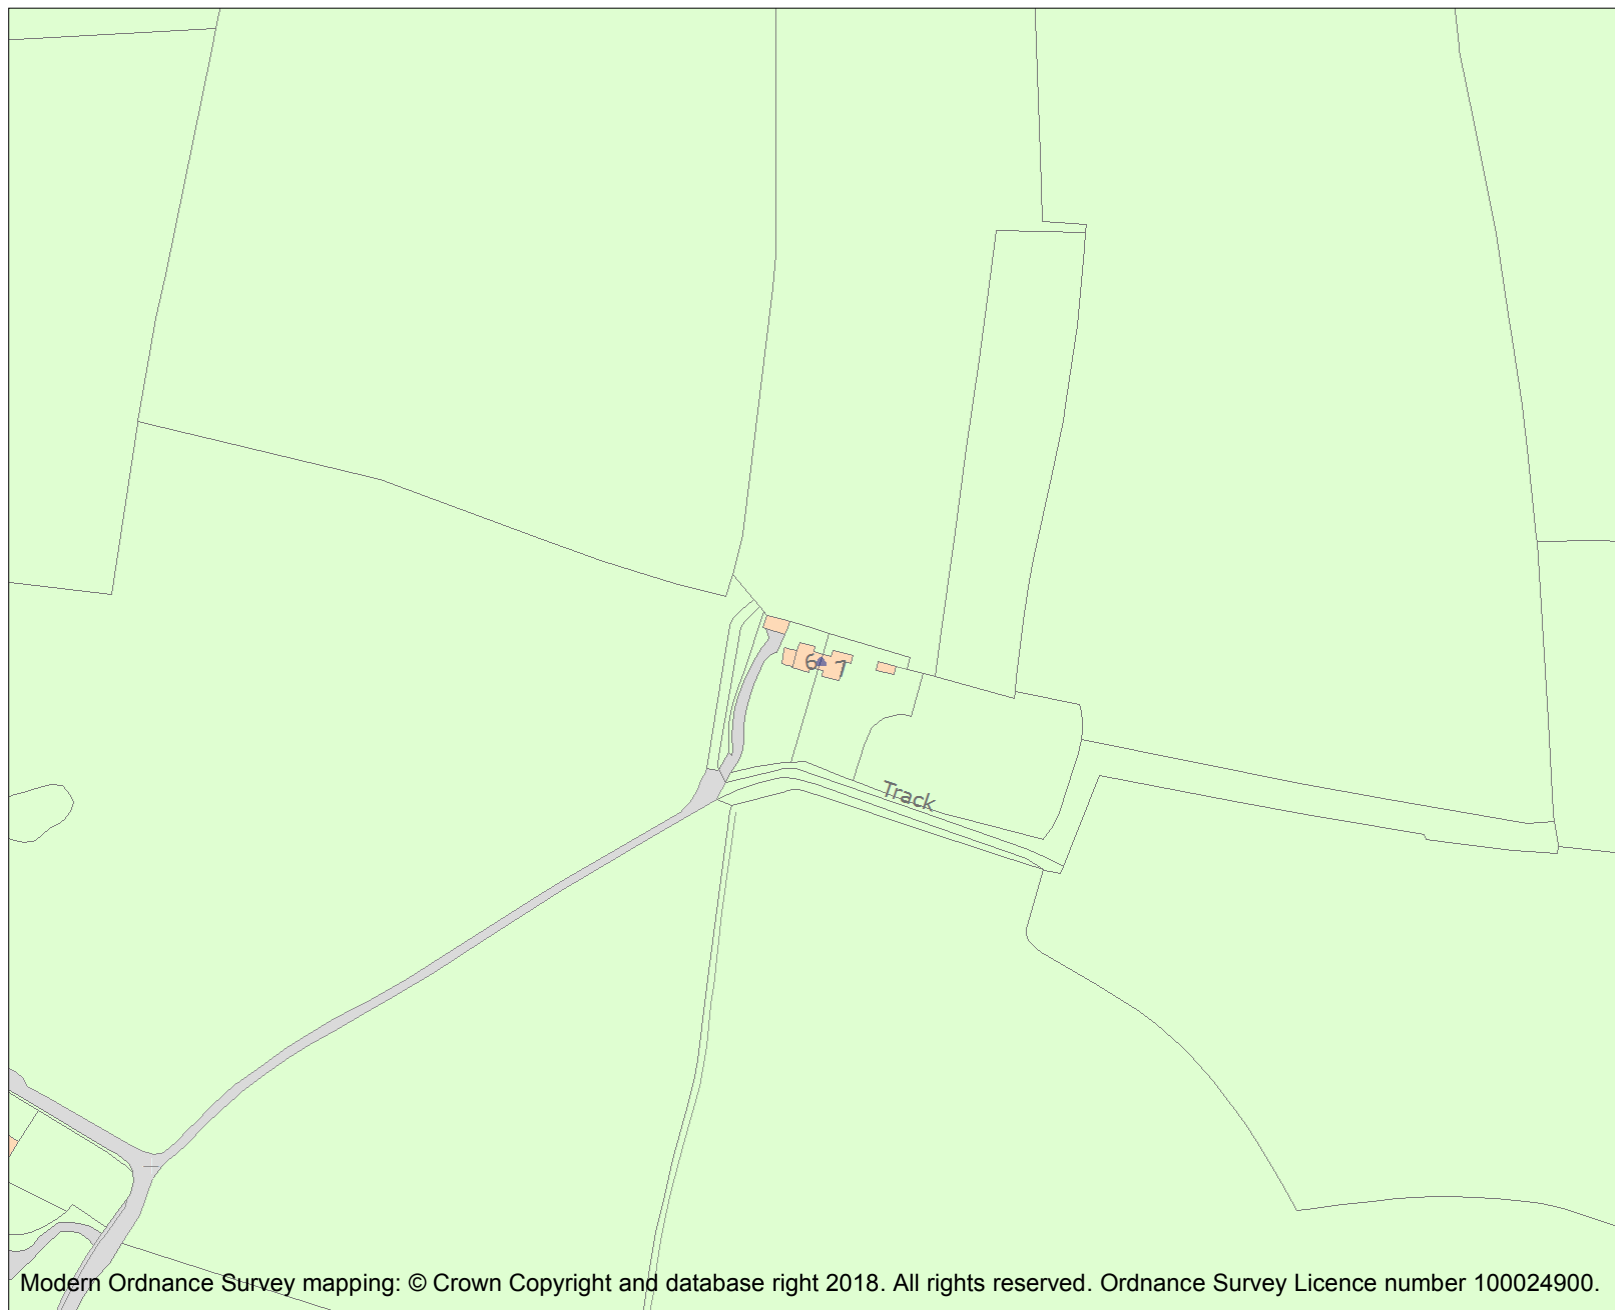 6 7
Track
Modern Ordnance Survey mapping: © Crown Copyright and database right 2018. All rights reserved. Ordnance Survey Licence number 100024900.